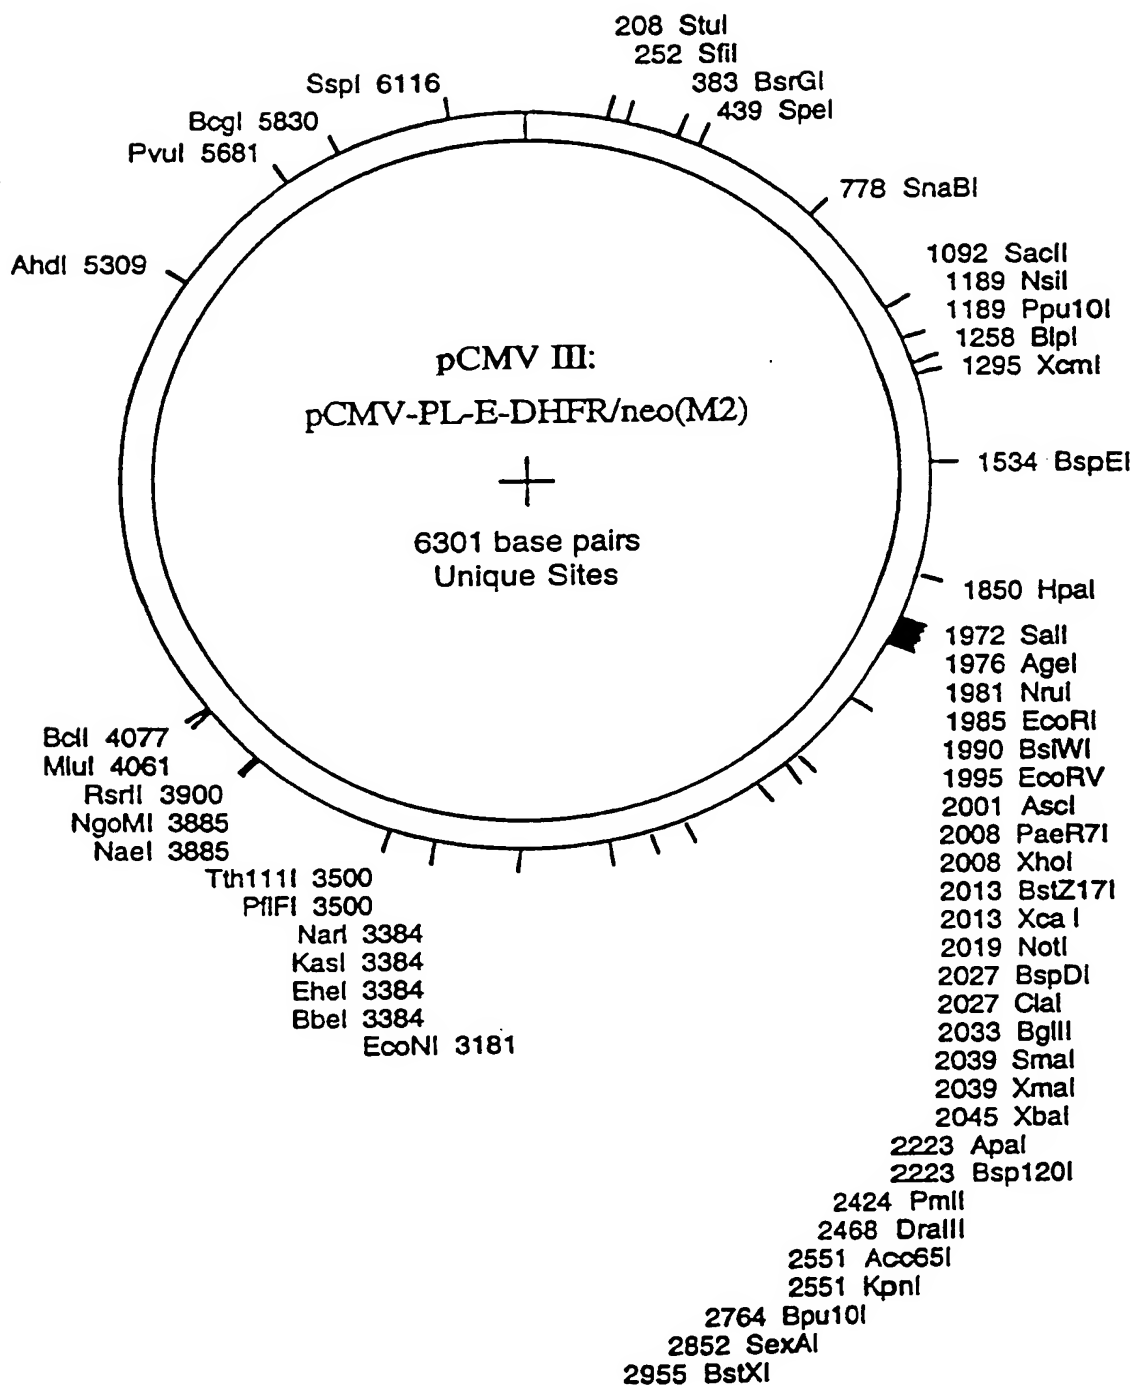 208 StuI
252 SfiI
383 BsrGI
439 SpeI
SspI 6116
BcgI 5830
PvuI 5681
AhdI 5309
778 SnaBI
1092 SacII
1189 NsiI
1189 Ppu10I
1258 BlpI
1295 XcmI
1534 BspEI
pCMV III:
pCMV-PL-E-DHFR/neo(M2)
6301 base pairs
Unique Sites
1850 HpaI
1972 SalI
1976 AgeI
1981 NruI
1985 EcoRI
1990 BsiWI
1995 EcoRV
2001 AscI
2008 PaeR7I
2008 XhoI
2013 BstZ17I
2013 Xca I
2019 NotI
2027 BspDI
2027 ClaI
2033 BglII
2039 SmaI
2039 XmaI
2045 XbaI
2223 ApaI
2223 Bsp120I
2424 PmlI
2468 DraIII
2551 Acc65I
2551 KpnI
2764 Bpu10I
2852 SexAI
2955 BstXI
BclI 4077
MluI 4061
RsrII 3900
NgoMI 3885
NaeI 3885
Tth111I 3500
PflFI 3500
NarI 3384
KasI 3384
EheI 3384
BbeI 3384
EcoNI 3181